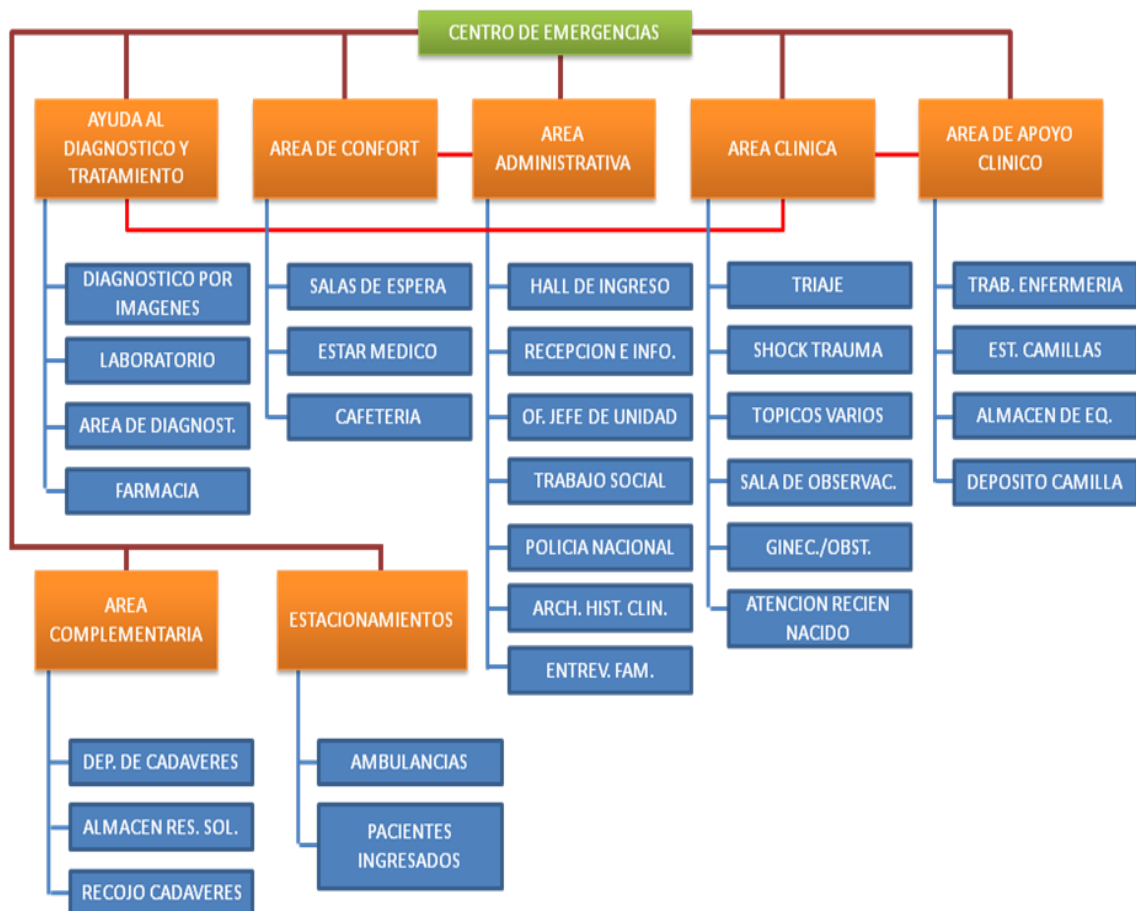 CENTRO DE EMERGENCIAS
AYUDA AL
DIAGNOSTICO Y
TRATAMIENTO
AREA DE CONFORT
AREA
ADMINISTRATIVA
AREA CLINICA
AREA DE APOYO
CLINICO
DIAGNOSTICO POR
IMAGENES
LABORATORIO
AREA DE DIAGNOST.
FARMACIA
SALAS DE ESPERA
ESTAR MEDICO
CAFETERIA
HALL DE INGRESO
RECEPCION E INFO.
OF. JEFE DE UNIDAD
TRABAJO SOCIAL
POLICIA NACIONAL
ARCH. HIST. CLIN.
ENTREV. FAM.
TRIAJE
SHOCK TRAUMA
TOPICOS VARIOS
SALA DE OBSERVAC.
GINEC./OBST.
ATENCION RECIEN
NACIDO
TRAB. ENFERMERIA
EST. CAMILLAS
ALMACEN DE EQ.
DEPOSITO CAMILLA
AREA
COMPLEMENTARIA
ESTACIONAMIENTOS
DEP. DE CADAVERES
ALMACEN RES. SOL.
RECOJO CADAVERES
AMBULANCIAS
PACIENTES
INGRESADOS